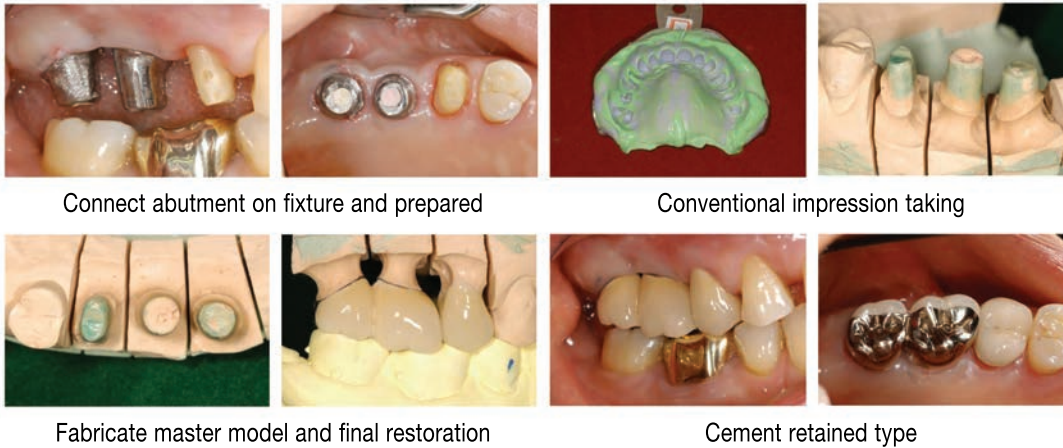 Connect abutment on fixture and prepared
Conventional impression taking
Fabricate master model and final restoration
Cement retained type